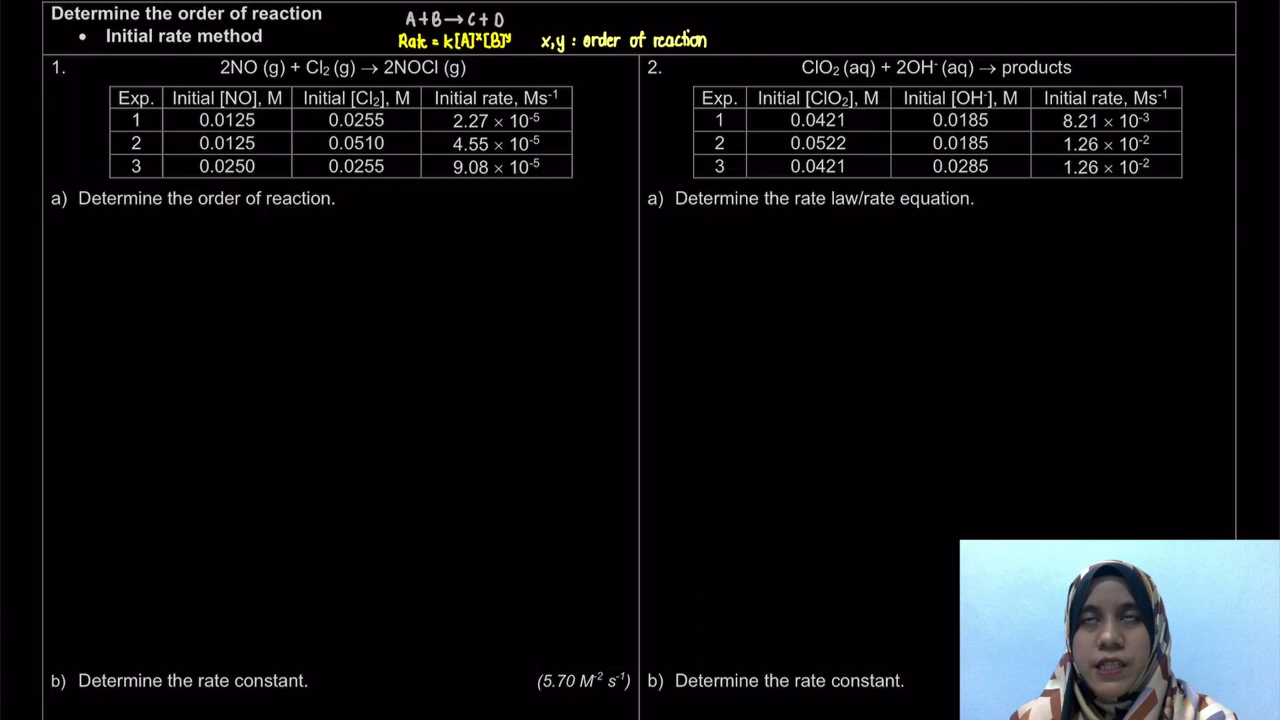 Determine the order of reaction
• Initial rate method
A + B → C + D
Rate = k[A]ˣ[B]ʸ
x, y : order of reaction
1. 2NO (g) + Cl₂ (g) → 2NOCl (g)
Exp. Initial [NO], M Initial [Cl₂], M Initial rate, Ms⁻¹
1 0.0125 0.0255 2.27 × 10⁻⁵
2 0.0125 0.0510 4.55 × 10⁻⁵
3 0.0250 0.0255 9.08 × 10⁻⁵
a) Determine the order of reaction.
b) Determine the rate constant. (5.70 M⁻² s⁻¹)
2. ClO₂ (aq) + 2OH⁻ (aq) → products
Exp. Initial [ClO₂], M Initial [OH⁻], M Initial rate, Ms⁻¹
1 0.0421 0.0185 8.21 × 10⁻³
2 0.0522 0.0185 1.26 × 10⁻²
3 0.0421 0.0285 1.26 × 10⁻²
a) Determine the rate law/rate equation.
b) Determine the rate constant.